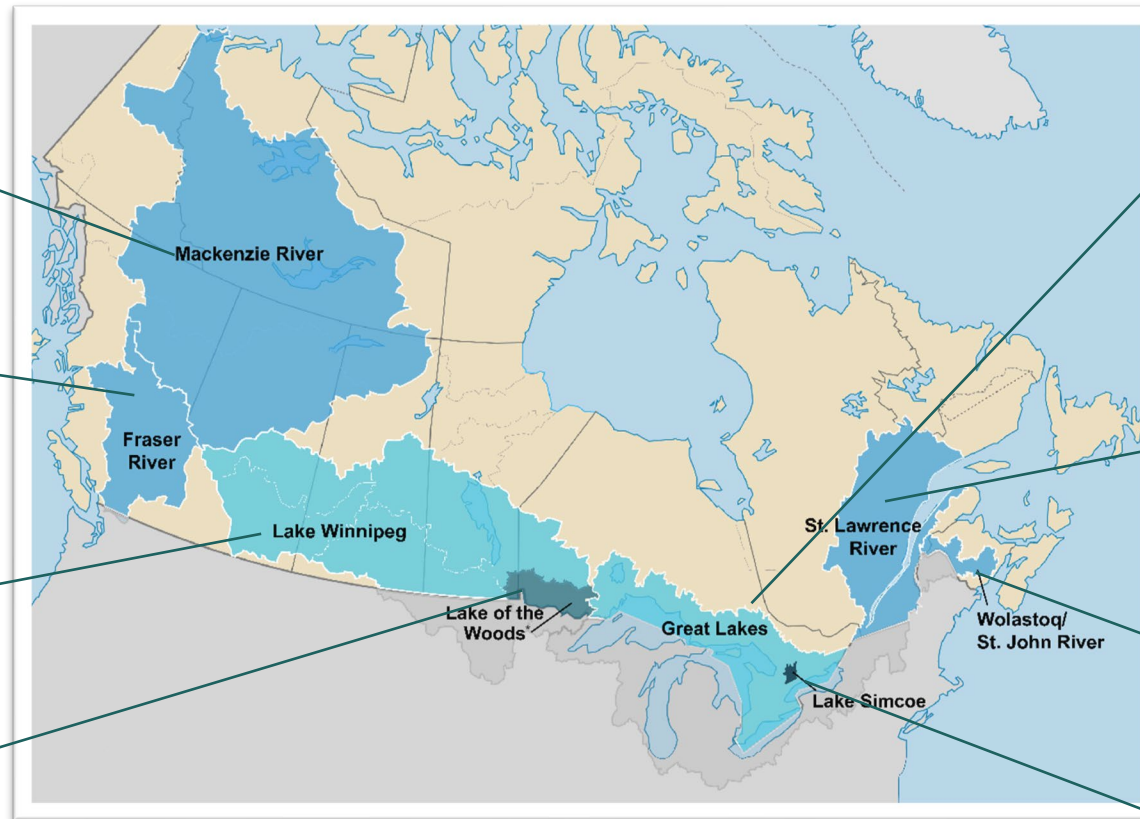 Mackenzie River
Fraser
River
Lake Winnipeg
Lake of the
Woods*
Great Lakes
St. Lawrence
River
Wolastoq/
St. John River
Lake Simcoe